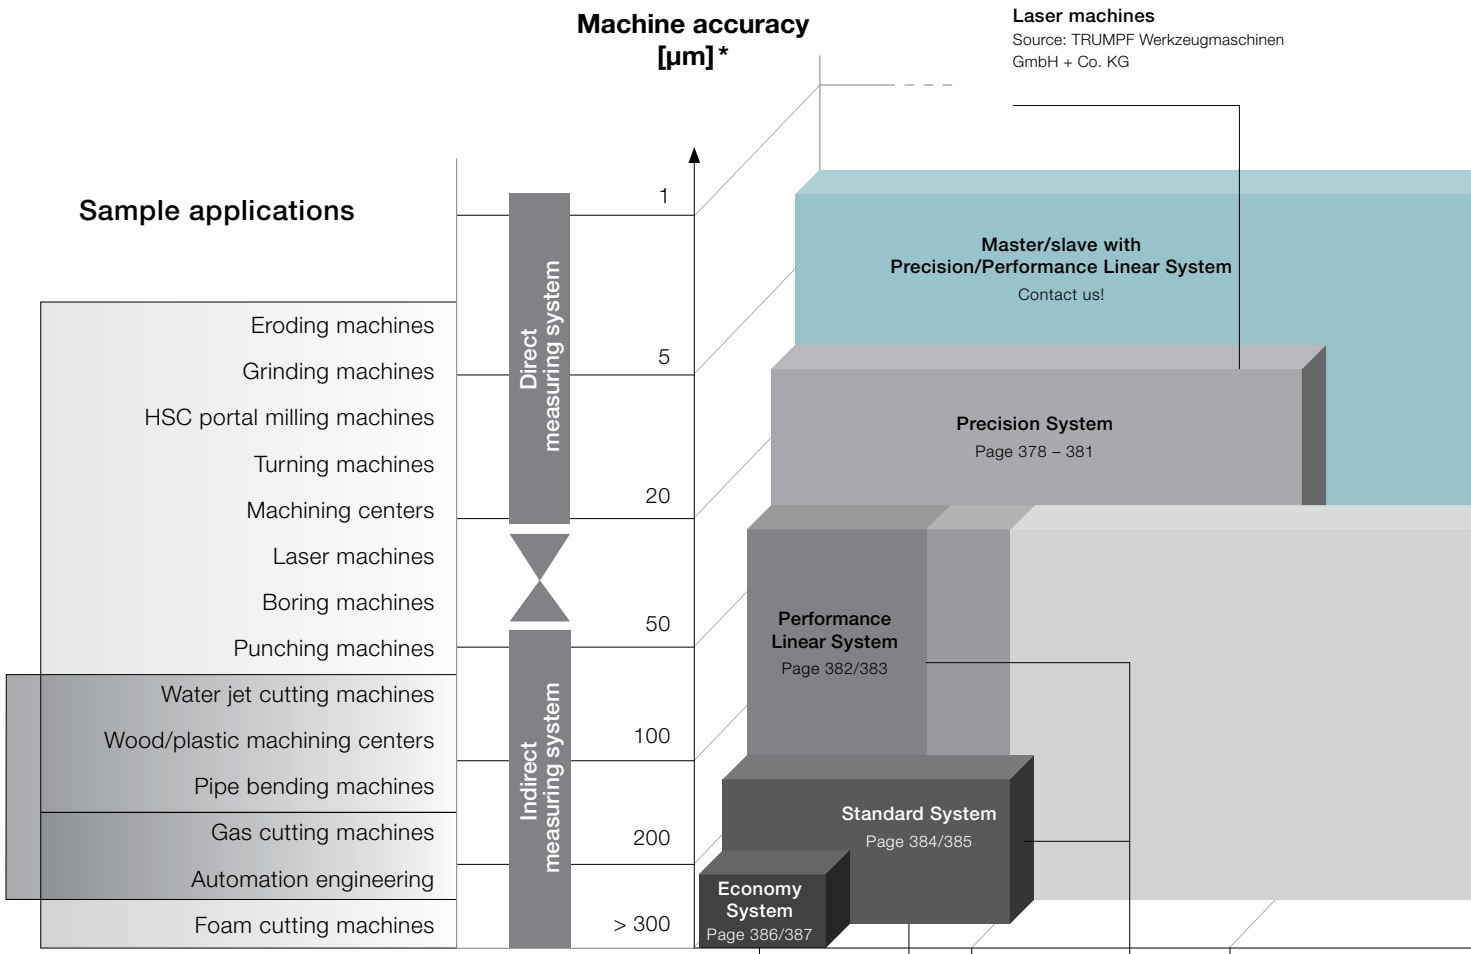 Machine accuracy
[µm] *
Laser machines
Source: TRUMPF Werkzeugmaschinen
GmbH + Co. KG
Sample applications
Eroding machines
Grinding machines
HSC portal milling machines
Turning machines
Machining centers
Laser machines
Boring machines
Punching machines
Water jet cutting machines
Wood/plastic machining centers
Pipe bending machines
Gas cutting machines
Automation engineering
Foam cutting machines
Direct
measuring system
Indirect
measuring system
1
5
20
50
100
200
> 300
Master/slave with
Precision/Performance Linear System
Contact us!
Precision System
Page 378 – 381
Performance
Linear System
Page 382/383
Standard System
Page 384/385
Economy
System
Page 386/387